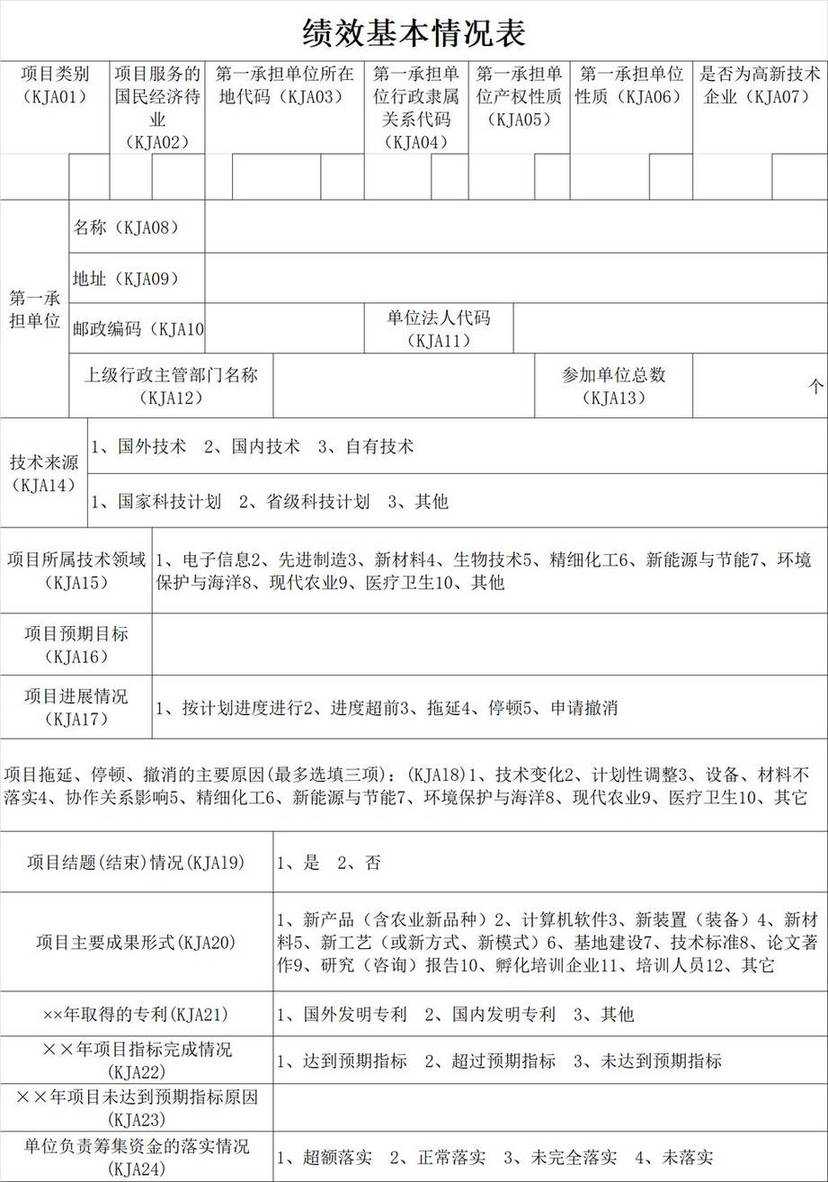 绩效基本情况表
项目类别
（KJA01）
项目服务的
国民经济待
业
（KJA02）
第一承担单位所在
地代码（KJA03）
第一承担单
位行政隶属
关系代码
（KJA04）
第一承担单
位产权性质
（KJA05）
第一承担单位
性质（KJA06）
是否为高新技术
企业（KJA07）
第一承
担单位
名称（KJA08）
地址（KJA09）
邮政编码（KJA10
单位法人代码
（KJA11）
上级行政主管部门名称
（KJA12）
参加单位总数
（KJA13）
个
技术来源
（KJA14）
1、国外技术　2、国内技术　3、自有技术
1、国家科技计划　2、省级科技计划　3、其他
项目所属技术领域
（KJA15）
1、电子信息2、先进制造3、新材料4、生物技术5、精细化工6、新能源与节能7、环境
保护与海洋8、现代农业9、医疗卫生10、其他
项目预期目标
（KJA16）
项目进展情况
（KJA17）
1、按计划进度进行2、进度超前3、拖延4、停顿5、申请撤消
项目拖延、停顿、撤消的主要原因(最多选填三项)：(KJA18)1、技术变化2、计划性调整3、设备、材料不
落实4、协作关系影响5、精细化工6、新能源与节能7、环境保护与海洋8、现代农业9、医疗卫生10、其它
项目结题(结束)情况(KJA19)
1、是　2、否
项目主要成果形式(KJA20)
1、新产品（含农业新品种）2、计算机软件3、新装置（装备）4、新材
料5、新工艺（或新方式、新模式）6、基地建设7、技术标准8、论文著
作9、研究（咨询）报告10、孵化培训企业11、培训人员12、其它
××年取得的专利(KJA21)
1、国外发明专利　2、国内发明专利　3、其他
××年项目指标完成情况
(KJA22)
1、达到预期指标　2、超过预期指标　3、未达到预期指标
××年项目未达到预期指标原因
(KJA23)
单位负责筹集资金的落实情况
(KJA24)
1、超额落实　2、正常落实　3、未完全落实　4、未落实